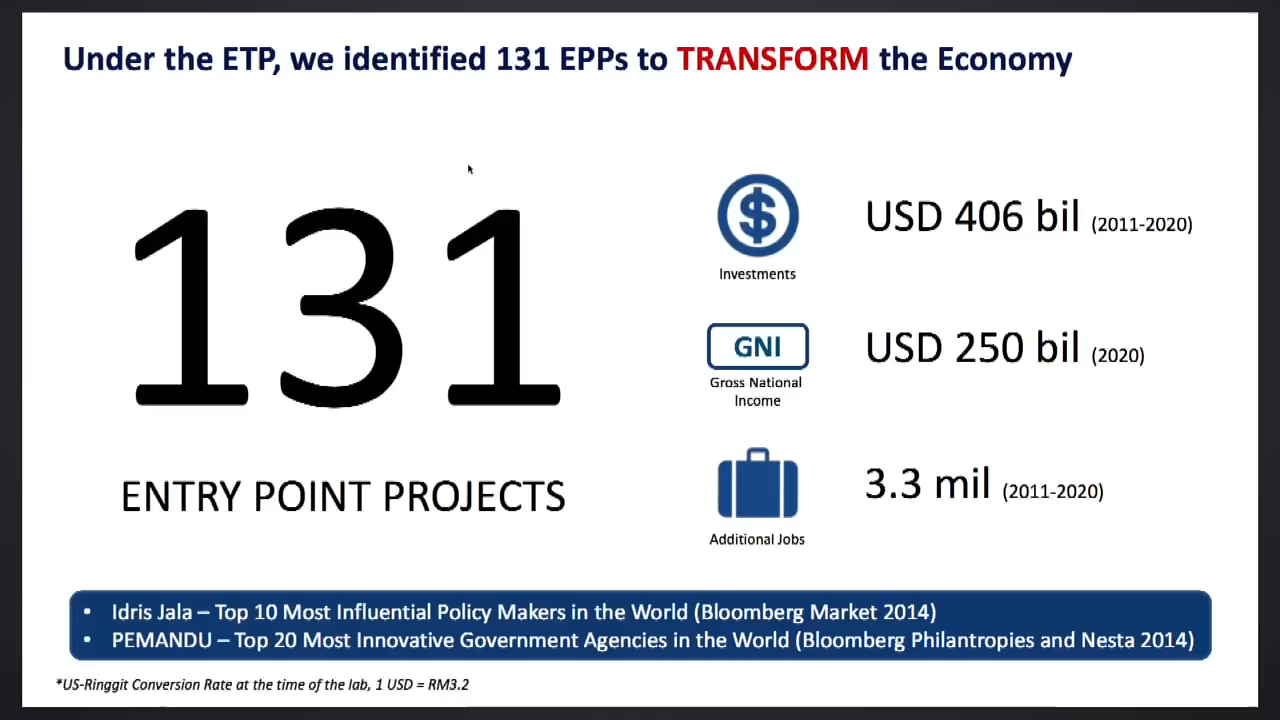 Under the ETP, we identified 131 EPPs to TRANSFORM the Economy
131
ENTRY POINT PROJECTS
$
Investments
USD 406 bil (2011-2020)
GNI
Gross National
Income
USD 250 bil (2020)
Additional Jobs
3.3 mil (2011-2020)
• Idris Jala – Top 10 Most Influential Policy Makers in the World (Bloomberg Market 2014)
• PEMANDU – Top 20 Most Innovative Government Agencies in the World (Bloomberg Philantropies and Nesta 2014)
*US-Ringgit Conversion Rate at the time of the lab, 1 USD = RM3.2